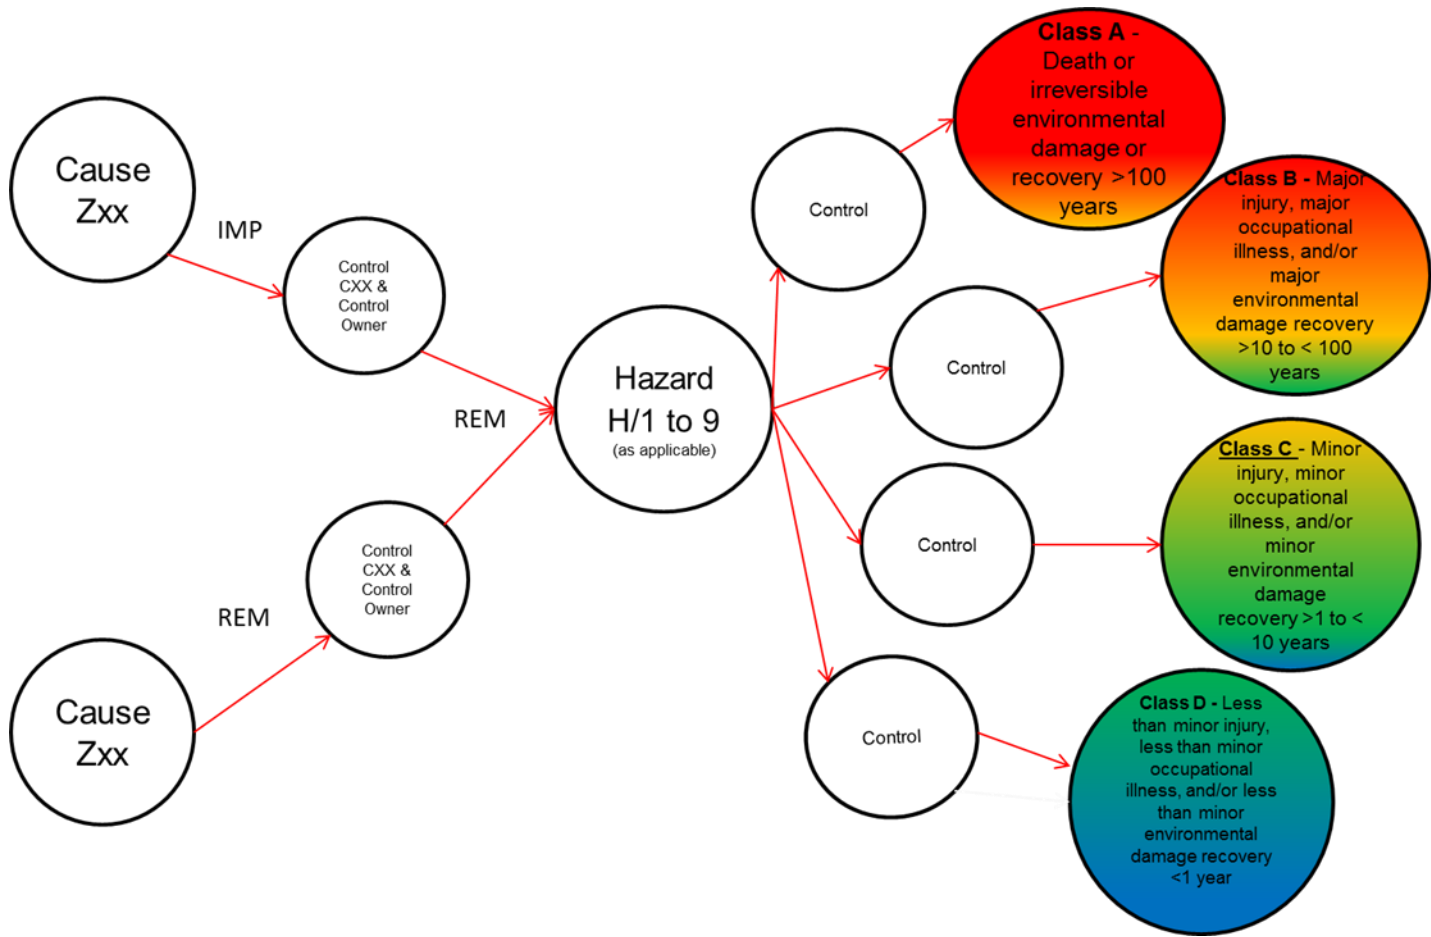 Cause
Zxx
IMP
Control
CXX &
Control
Owner
REM
Control
CXX &
Control
Owner
REM
Cause
Zxx
Hazard
H/1 to 9
(as applicable)
Control
Control
Control
Control
Class A -
Death or
irreversible
environmental
damage or
recovery >100
years
Class B - Major
injury, major
occupational
illness, and/or
major
environmental
damage recovery
>10 to < 100
years
Class C - Minor
injury, minor
occupational
illness, and/or
minor
environmental
damage
recovery >1 to <
10 years
Class D - Less
than minor injury,
less than minor
occupational
illness, and/or less
than minor
environmental
damage recovery
<1 year